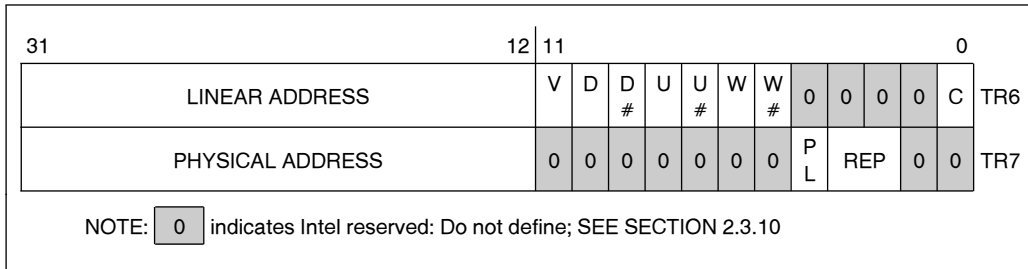 31 12 11 0
LINEAR ADDRESS V D D# U U# W W# 0 0 0 0 C TR6
PHYSICAL ADDRESS 0 0 0 0 0 0 0 PL REP 0 0 TR7
NOTE: 0 indicates Intel reserved: Do not define; SEE SECTION 2.3.10